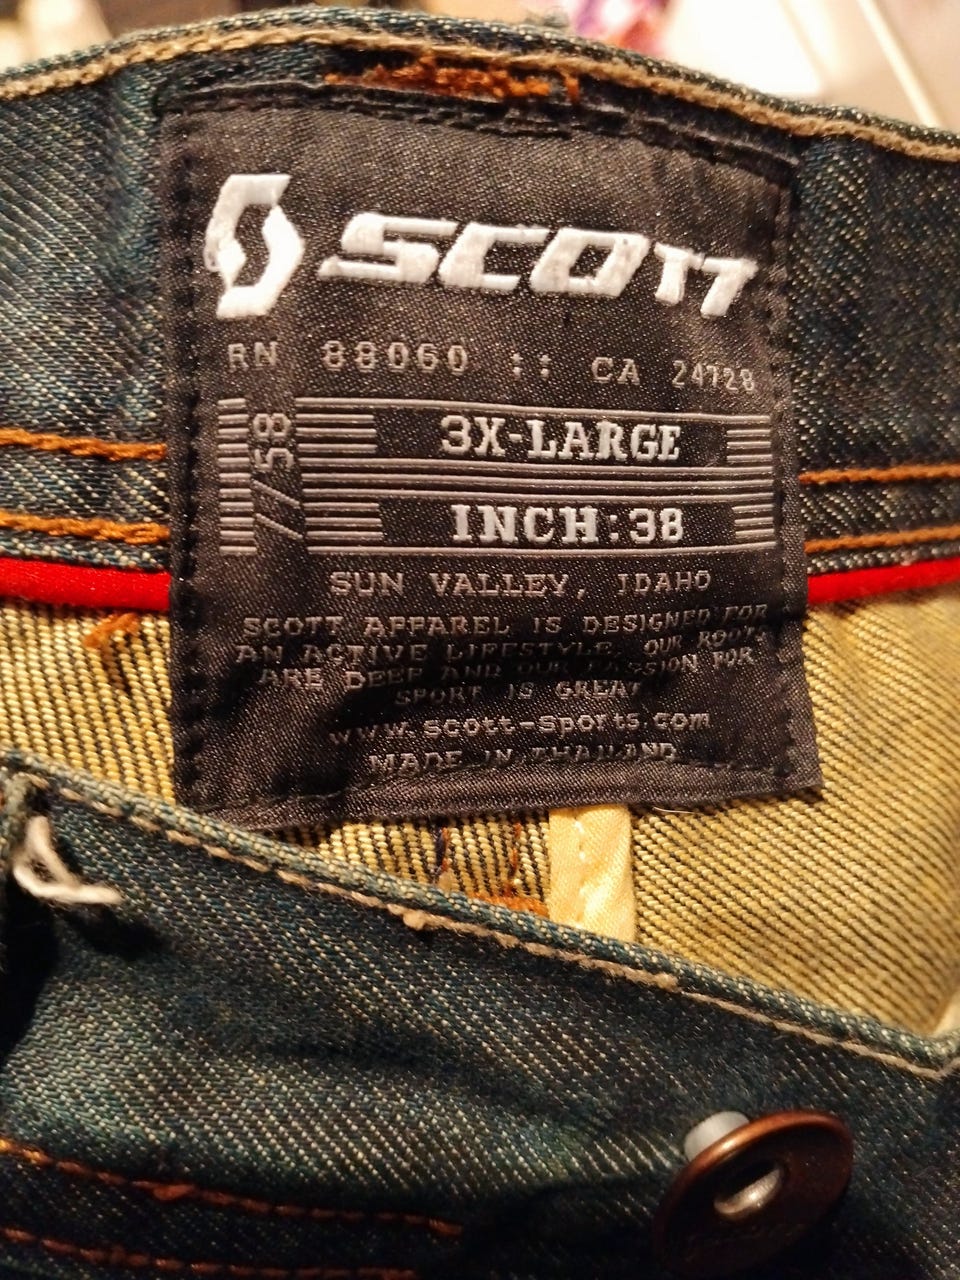 SCOTT
RN 88060 :: CA 24728
//58
3X-LARGE
INCH:38
SUN VALLEY, IDAHO
SCOTT APPAREL IS DESIGNED FOR
AN ACTIVE LIFESTYLE. OUR ROOTS
ARE DEEP AND OUR PASSION FOR
SPORT IS GREAT
www.scott-sports.com
MADE IN THAILAND